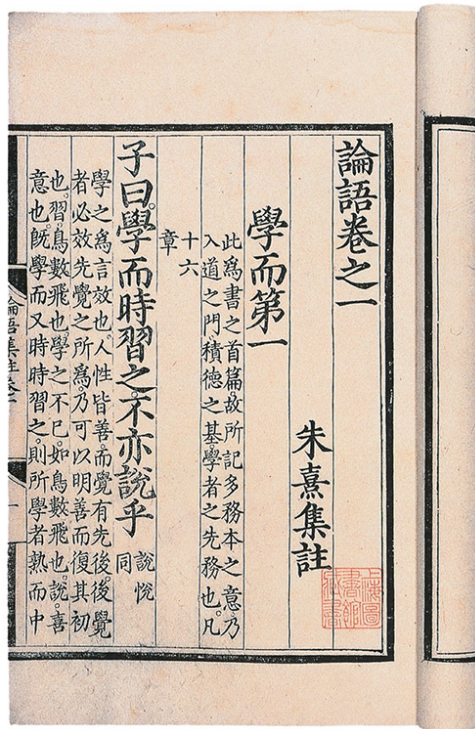 論語卷之一
朱熹集註
上海圖
書館
藏書
學而第一
此爲書之首篇。故所記多務本之意。乃
入道之門積德之基。學者之先務也。凡
十六
章
子曰。學而時習之。不亦說乎
說悅
同
學之爲言效也。人性皆善。而覺有先後。後覺
者必效先覺之所爲。乃可以明善而復其初
也。習。鳥數飛也。學之不已。如鳥數飛也。說。喜
意也。旣學而又時時習之。則所學者熟而中
論語集註卷一